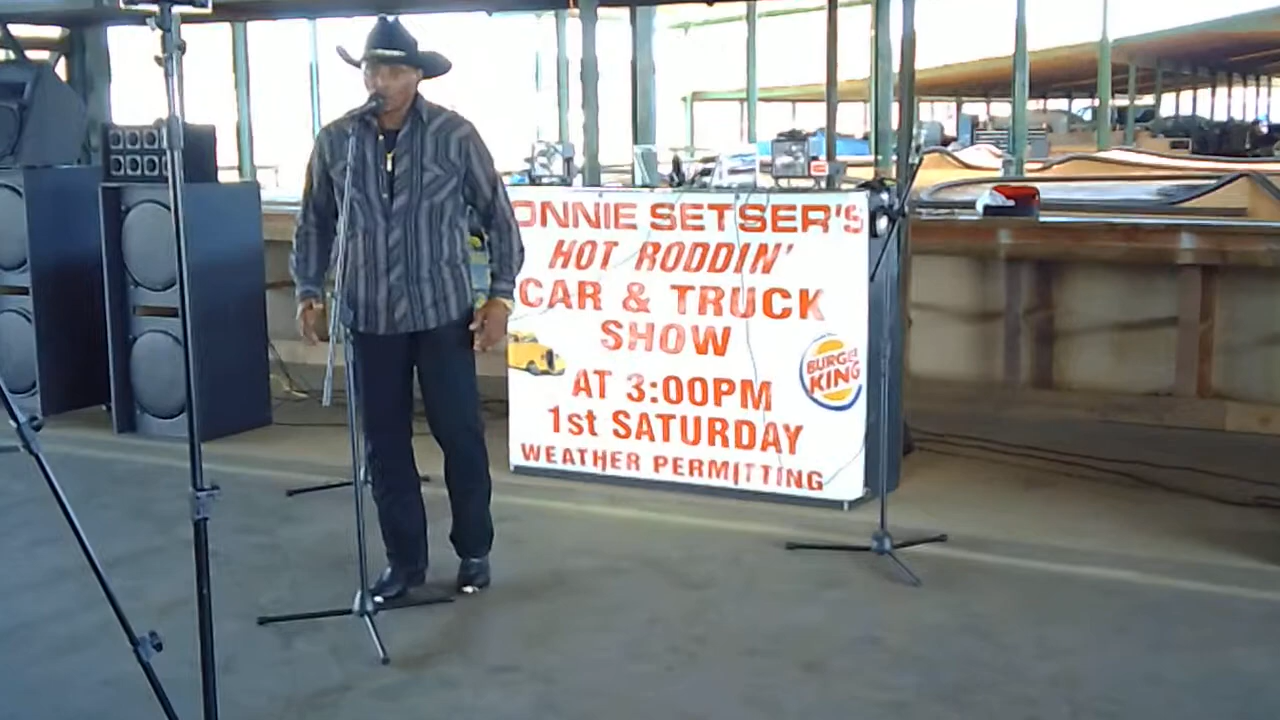 ONNIE SETSER'S
HOT RODDIN'
CAR & TRUCK
SHOW
BURGER
KING
AT 3:00PM
1st SATURDAY
WEATHER PERMITTING